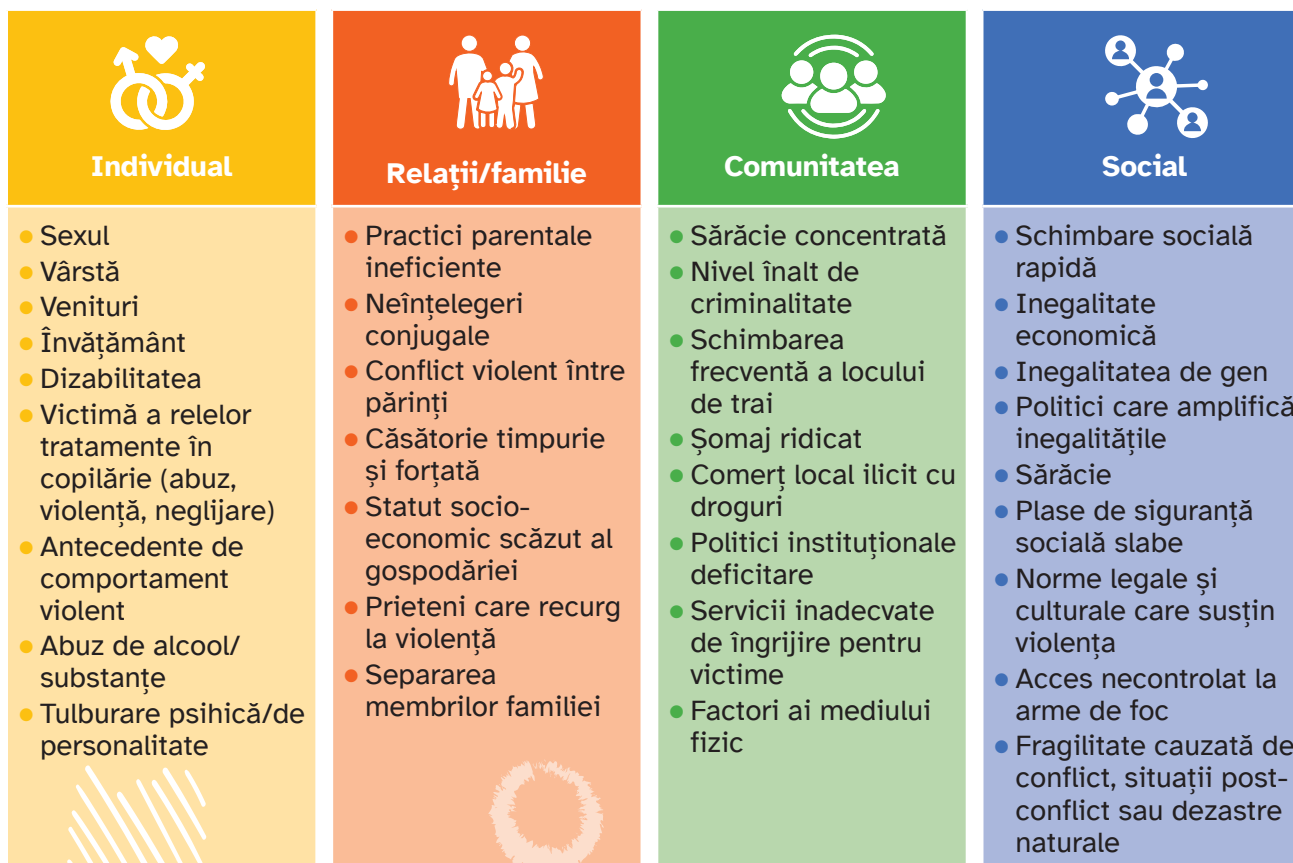 Individual
Sexul
Vârstă
Venituri
Învățământ
Dizabilitatea
Victimă a relelor
tratamente în
copilărie (abuz,
violență, neglijare)
Antecedente de
comportament
violent
Abuz de alcool/
substanțe
Tulburare psihică/de
personalitate
Relații/familie
Practici parentale
ineficiente
Neînțelegeri
conjugale
Conflict violent între
părinți
Căsătorie timpurie
și forțată
Statut socio-
economic scăzut al
gospodăriei
Prieteni care recurg
la violență
Separarea
membrilor familiei
Comunitatea
Sărăcie concentrată
Nivel înalt de
criminalitate
Schimbarea
frecventă a locului
de trai
Șomaj ridicat
Comerț local ilicit cu
droguri
Politici instituționale
deficitare
Servicii inadecvate
de îngrijire pentru
victime
Factori ai mediului
fizic
Social
Schimbare socială
rapidă
Inegalitate
economică
Inegalitatea de gen
Politici care amplifică
inegalitățile
Sărăcie
Plase de siguranță
socială slabe
Norme legale și
culturale care susțin
violența
Acces necontrolat la
arme de foc
Fragilitate cauzată de
conflict, situații post-
conflict sau dezastre
naturale